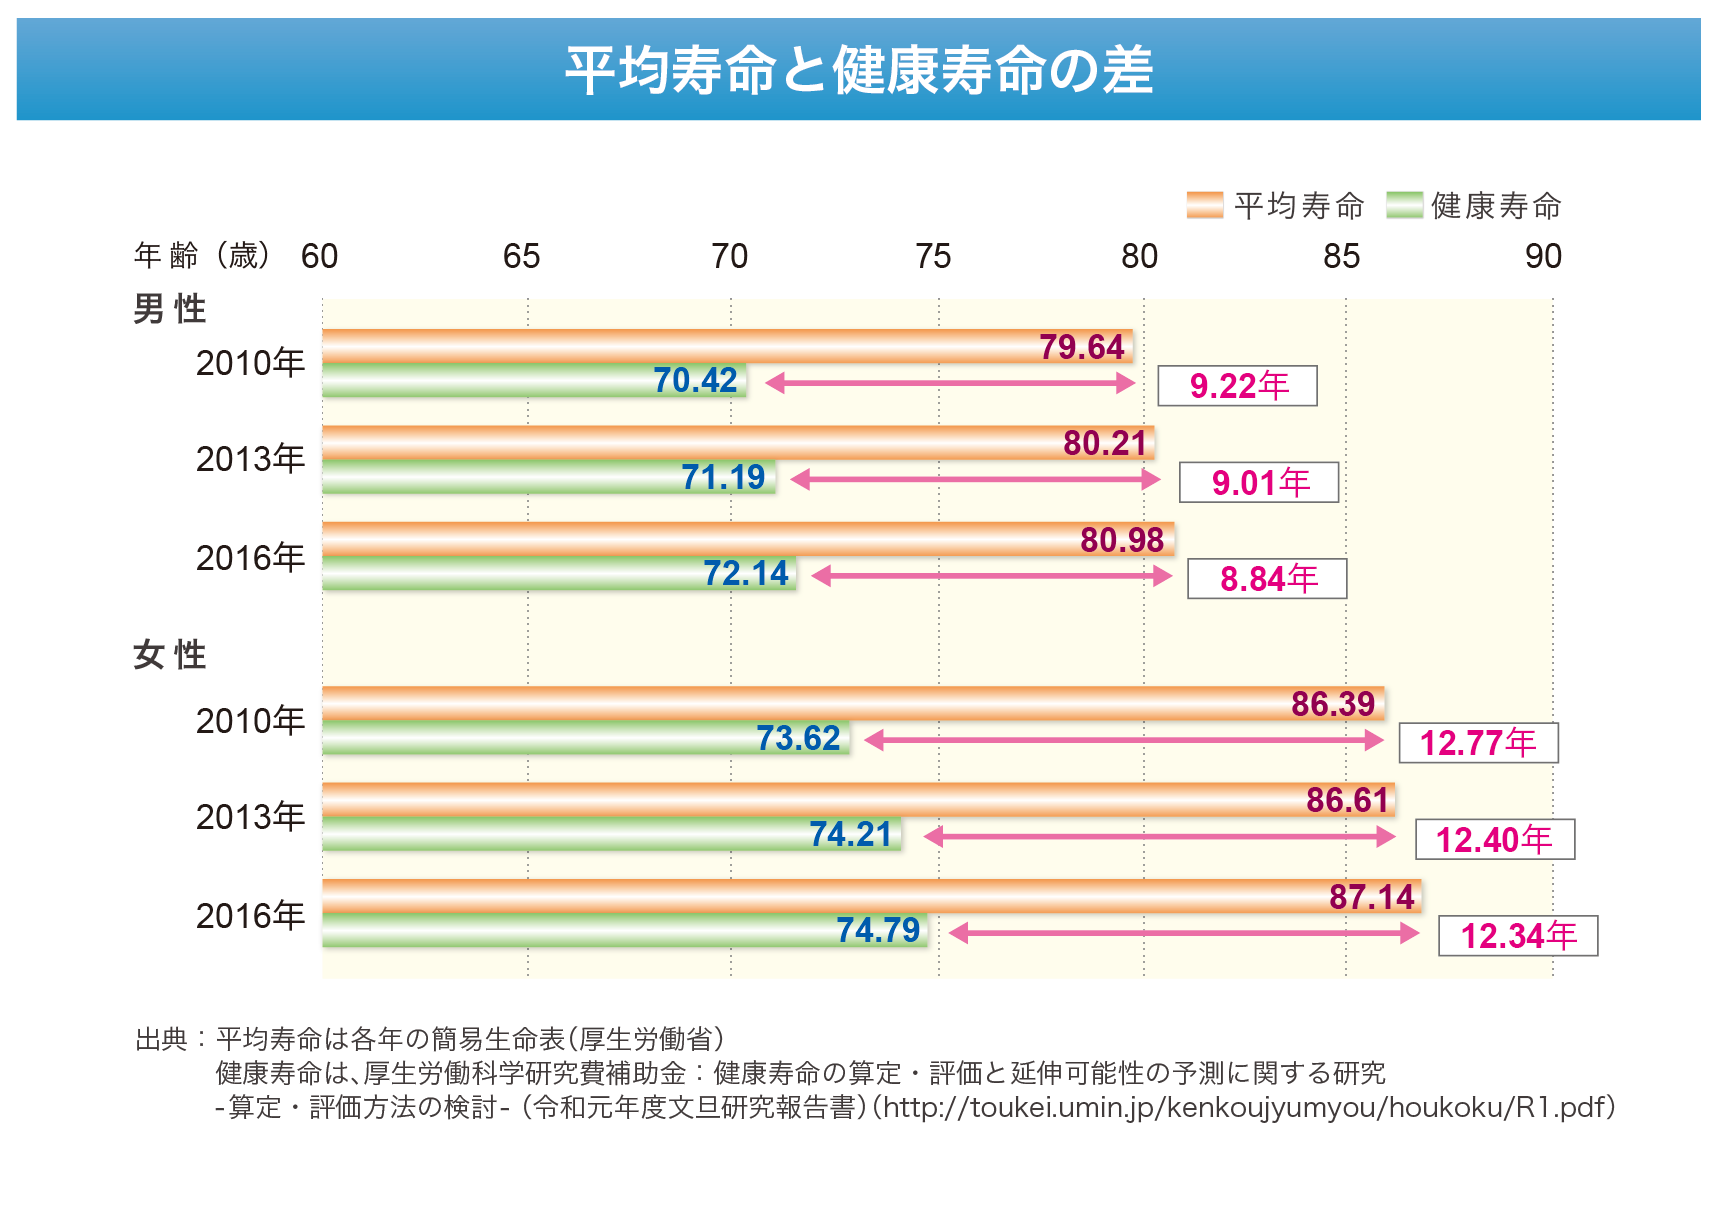 平均寿命と健康寿命の差
平均寿命 健康寿命
年齢（歳） 60 65 70 75 80 85 90
男性
2010年 79.64
70.42 9.22年
2013年 80.21
71.19 9.01年
2016年 80.98
72.14 8.84年
女性
2010年 86.39
73.62 12.77年
2013年 86.61
74.21 12.40年
2016年 87.14
74.79 12.34年
出典：平均寿命は各年の簡易生命表（厚生労働省）
健康寿命は、厚生労働科学研究費補助金：健康寿命の算定・評価と延伸可能性の予測に関する研究
-算定・評価方法の検討-（令和元年度文旦研究報告書）（http://toukei.umin.jp/kenkoujyumyou/houkoku/R1.pdf）